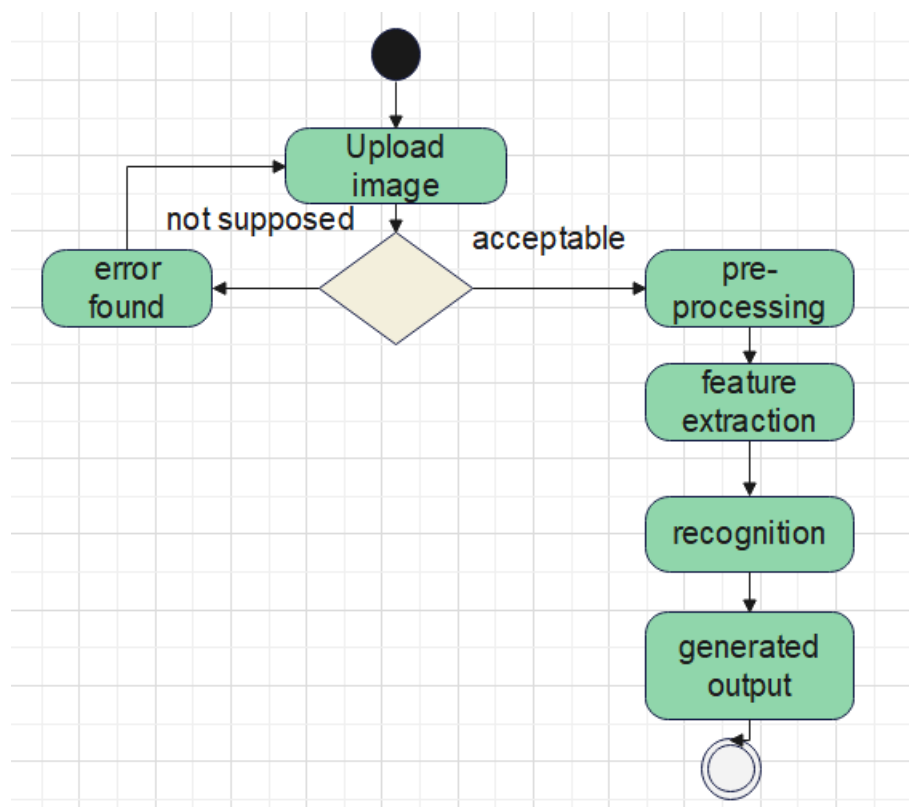 Upload
image
not supposed
acceptable
error
found
pre-
processing
feature
extraction
recognition
generated
output